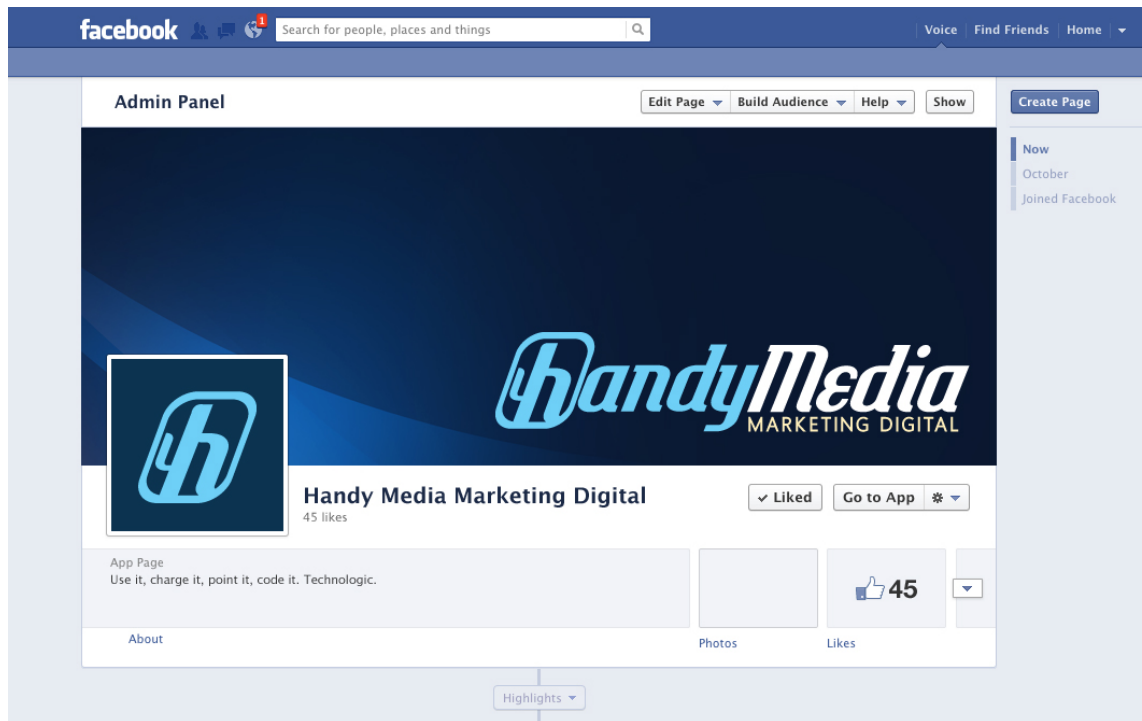 facebook 1 Search for people, places and things Voice Find Friends Home
Admin Panel Edit Page Build Audience Help Show Create Page
Now
October
Joined Facebook
handyMedia
MARKETING DIGITAL
h
Handy Media Marketing Digital
45 likes
Liked Go to App
App Page
Use it, charge it, point it, code it. Technologic.
45
About Photos Likes
Highlights